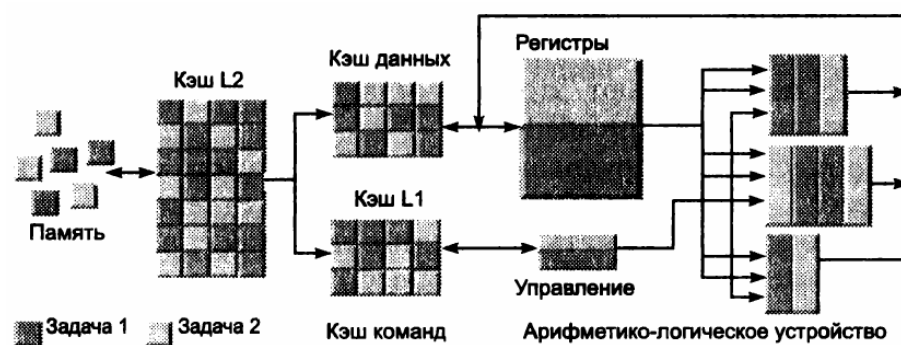 Регистры
Кэш данных
Кэш L2
Кэш L1
Память
Управление
Задача 1
Задача 2
Кэш команд
Арифметико-логическое устройство